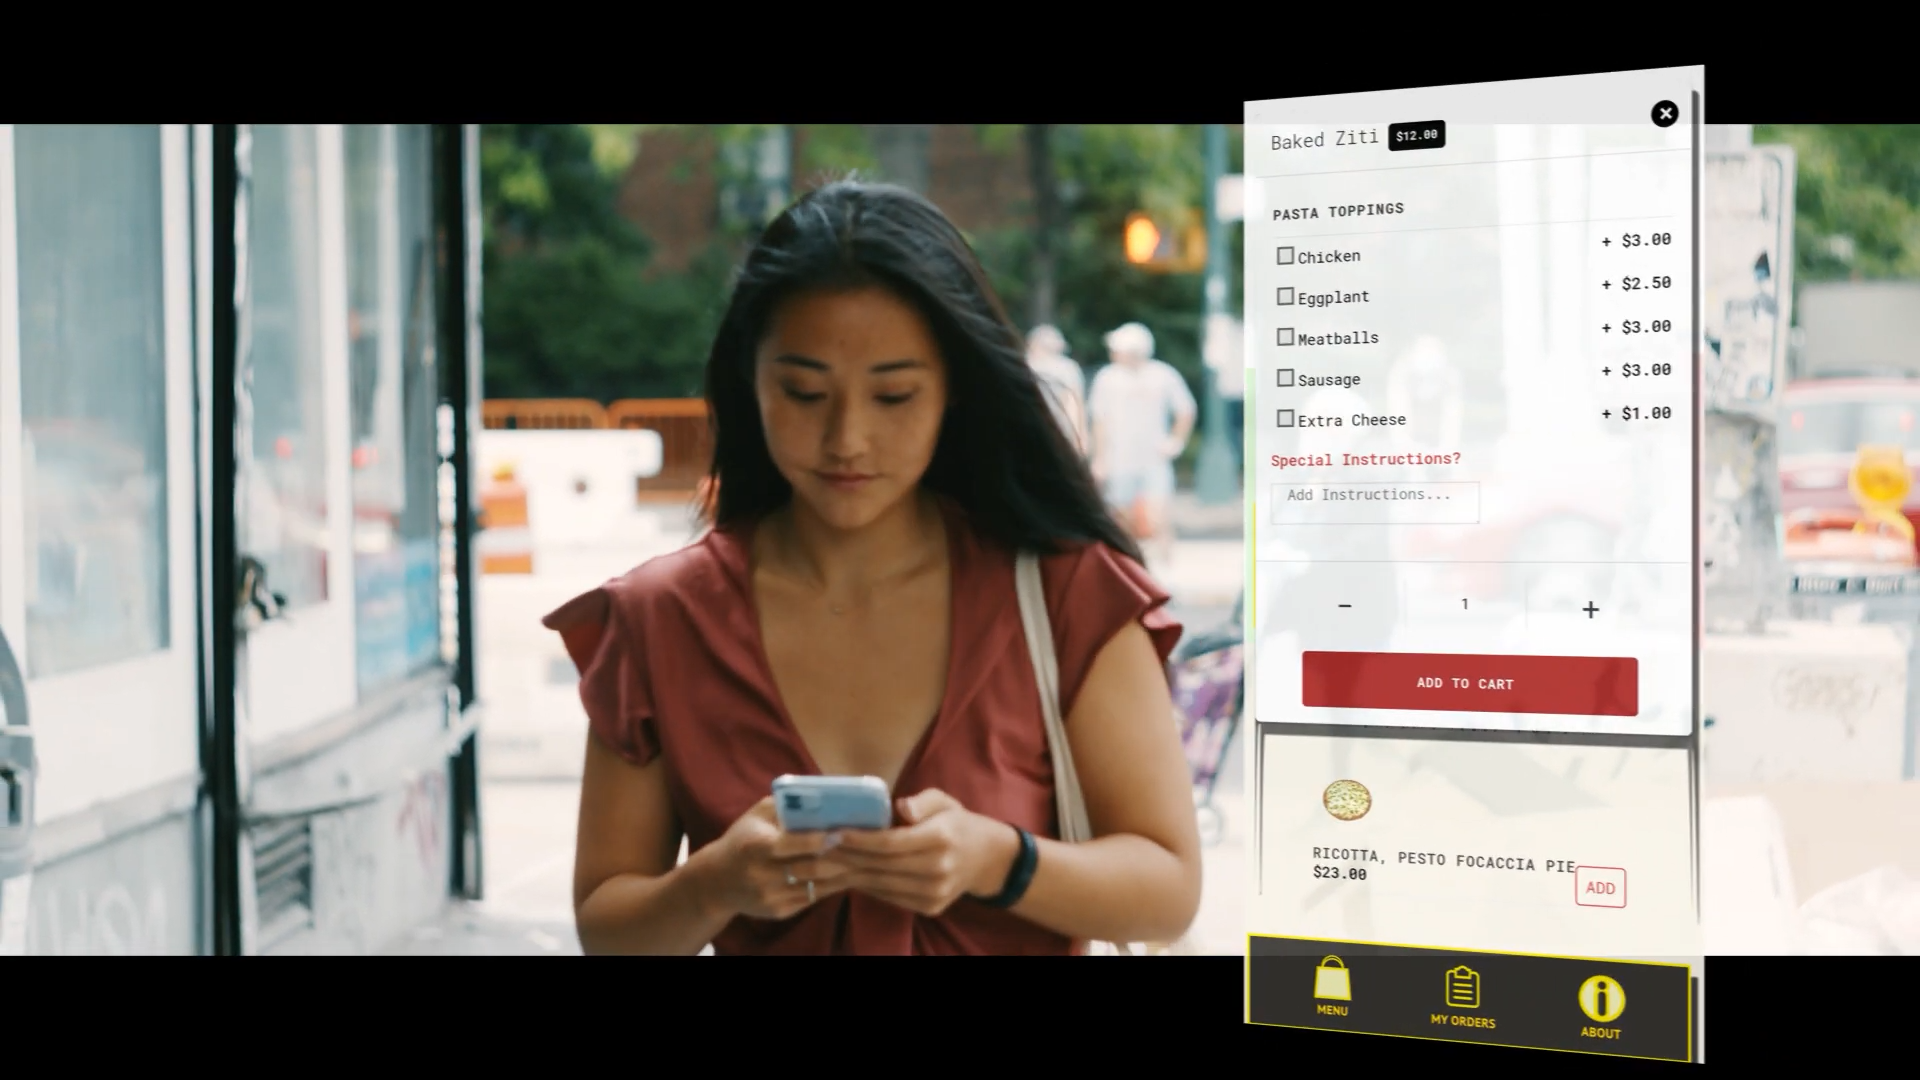 Baked Ziti $12.00
PASTA TOPPINGS
Chicken + $3.00
Eggplant + $2.50
Meatballs + $3.00
Sausage + $3.00
Extra Cheese + $1.00
Special Instructions?
Add Instructions...
− 1 +
ADD TO CART
RICOTTA, PESTO FOCACCIA PIE
$23.00
ADD
MENU
MY ORDERS
ABOUT